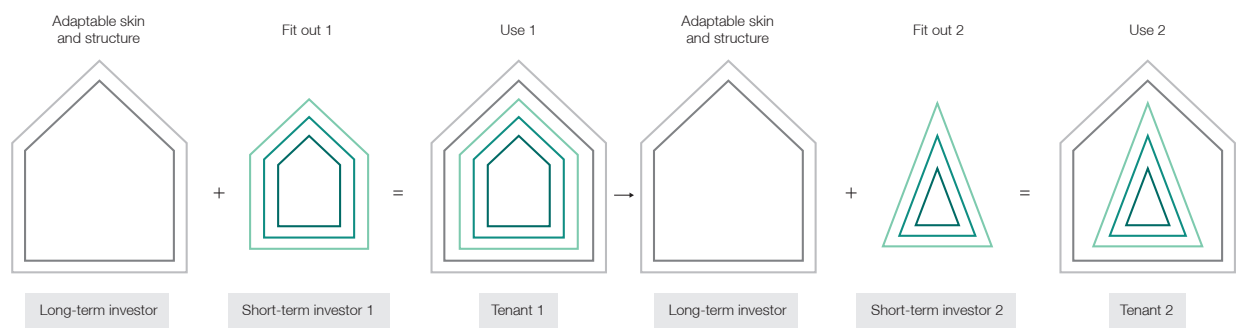 Adaptable skin
and structure
Fit out 1
Use 1
Adaptable skin
and structure
Fit out 2
Use 2
+
=
→
+
=
Long-term investor
Short-term investor 1
Tenant 1
Long-term investor
Short-term investor 2
Tenant 2